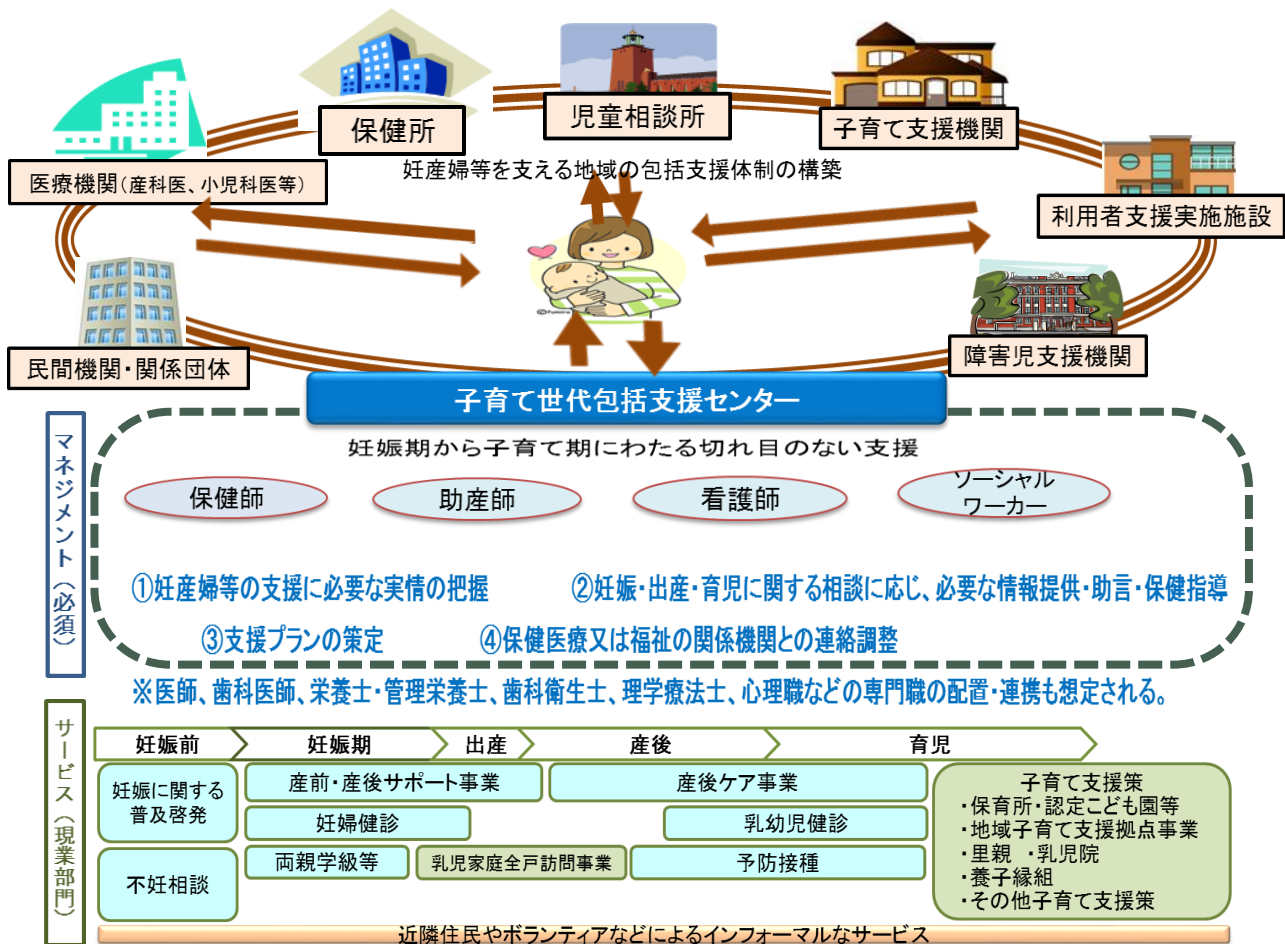 保健所
児童相談所
子育て支援機関
医療機関（産科医、小児科医等）
妊産婦等を支える地域の包括支援体制の構築
利用者支援実施施設
民間機関・関係団体
障害児支援機関
子育て世代包括支援センター
マネジメント（必須）
妊娠期から子育て期にわたる切れ目のない支援
保健師
助産師
看護師
ソーシャル
ワーカー
①妊産婦等の支援に必要な実情の把握
②妊娠・出産・育児に関する相談に応じ、必要な情報提供・助言・保健指導
③支援プランの策定
④保健医療又は福祉の関係機関との連絡調整
※医師、歯科医師、栄養士・管理栄養士、歯科衛生士、理学療法士、心理職などの専門職の配置・連携も想定される。
サービス（現業部門）
妊娠前
妊娠期
出産
産後
育児
妊娠に関する
普及啓発
産前・産後サポート事業
産後ケア事業
妊婦健診
乳幼児健診
不妊相談
両親学級等
乳児家庭全戸訪問事業
予防接種
子育て支援策
・保育所・認定こども園等
・地域子育て支援拠点事業
・里親 ・乳児院
・養子縁組
・その他子育て支援策
近隣住民やボランティアなどによるインフォーマルなサービス